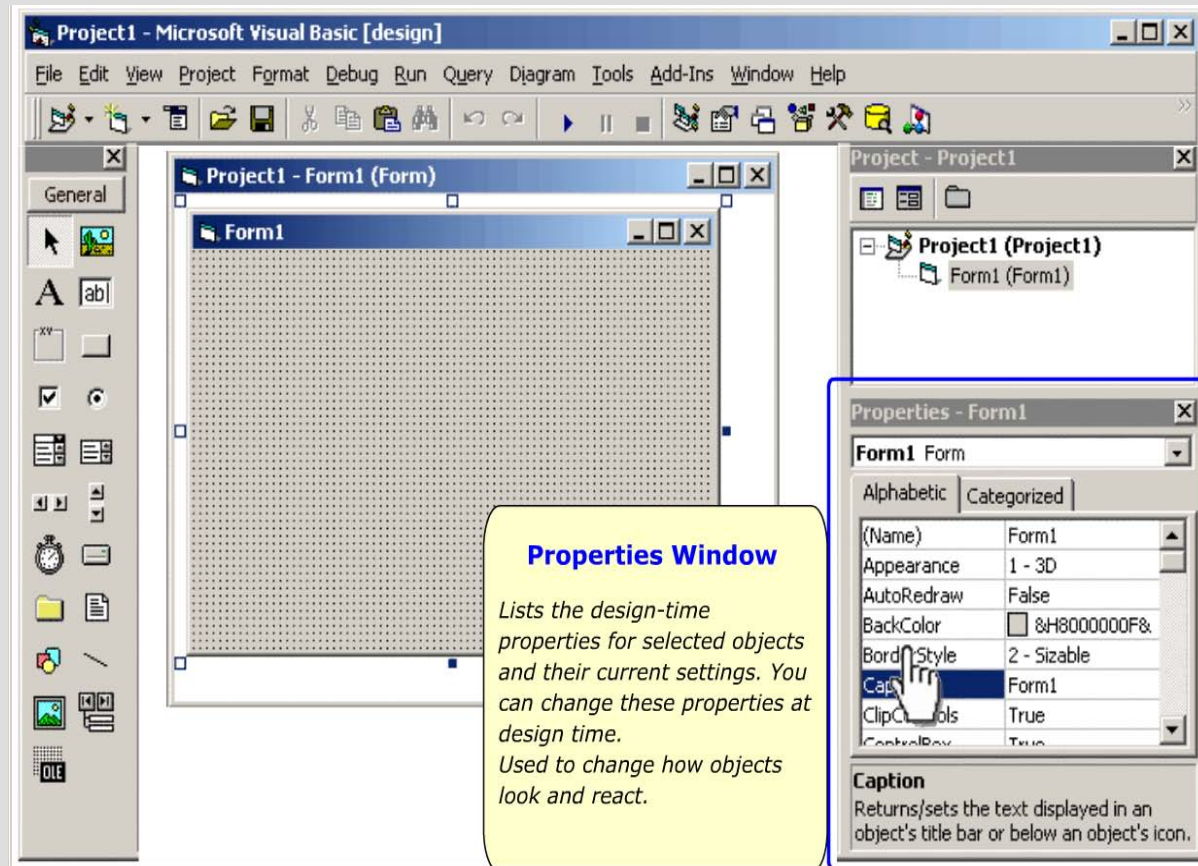 Project1 - Microsoft Visual Basic [design]
File Edit View Project Format Debug Run Query Diagram Tools Add-Ins Window Help
General
A
ab
XY
OLE
Project1 - Form1 (Form)
Form1
Project - Project1
Project1 (Project1)
Form1 (Form1)
Properties - Form1
Form1 Form
Alphabetic Categorized
(Name) Form1
Appearance 1 - 3D
AutoRedraw False
BackColor &H8000000F&
2 - Sizable
Form1
True
ControlBox True
Caption
Returns/sets the text displayed in an
object's title bar or below an object's icon.
Properties Window
Lists the design-time
properties for selected objects
and their current settings. You
can change these properties at
design time.
Used to change how objects
look and react.